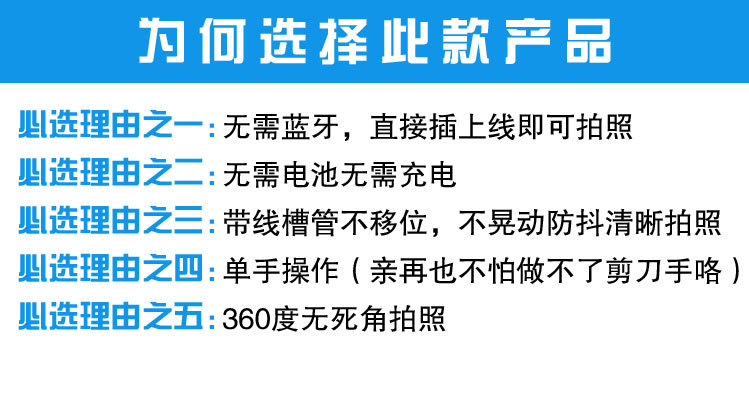 为何选择此款产品
必选理由之一:无需蓝牙，直接插上线即可拍照
必选理由之二:无需电池无需充电
必选理由之三:带线槽管不移位，不晃动防抖清晰拍照
必选理由之四:单手操作（亲再也不怕做不了剪刀手咯）
必选理由之五:360度无死角拍照